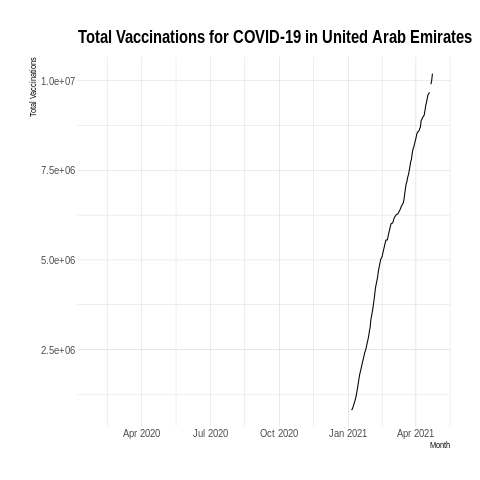 Total Vaccinations for COVID-19 in United Arab Emirates
Total Vaccinations
1.0e+07
7.5e+06
5.0e+06
2.5e+06
Apr 2020 Jul 2020 Oct 2020 Jan 2021 Apr 2021
Month